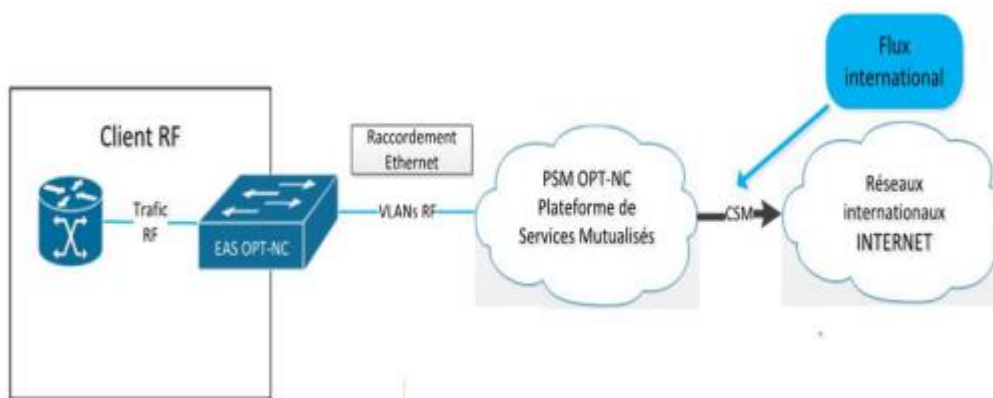 Client RF
Trafic
RF
EAS OPT-NC
Raccordement
Ethernet
VLANs RF
PSM OPT-NC
Plateforme de
Services Mutualisés
CSM
Flux
international
Réseaux
internationaux
INTERNET